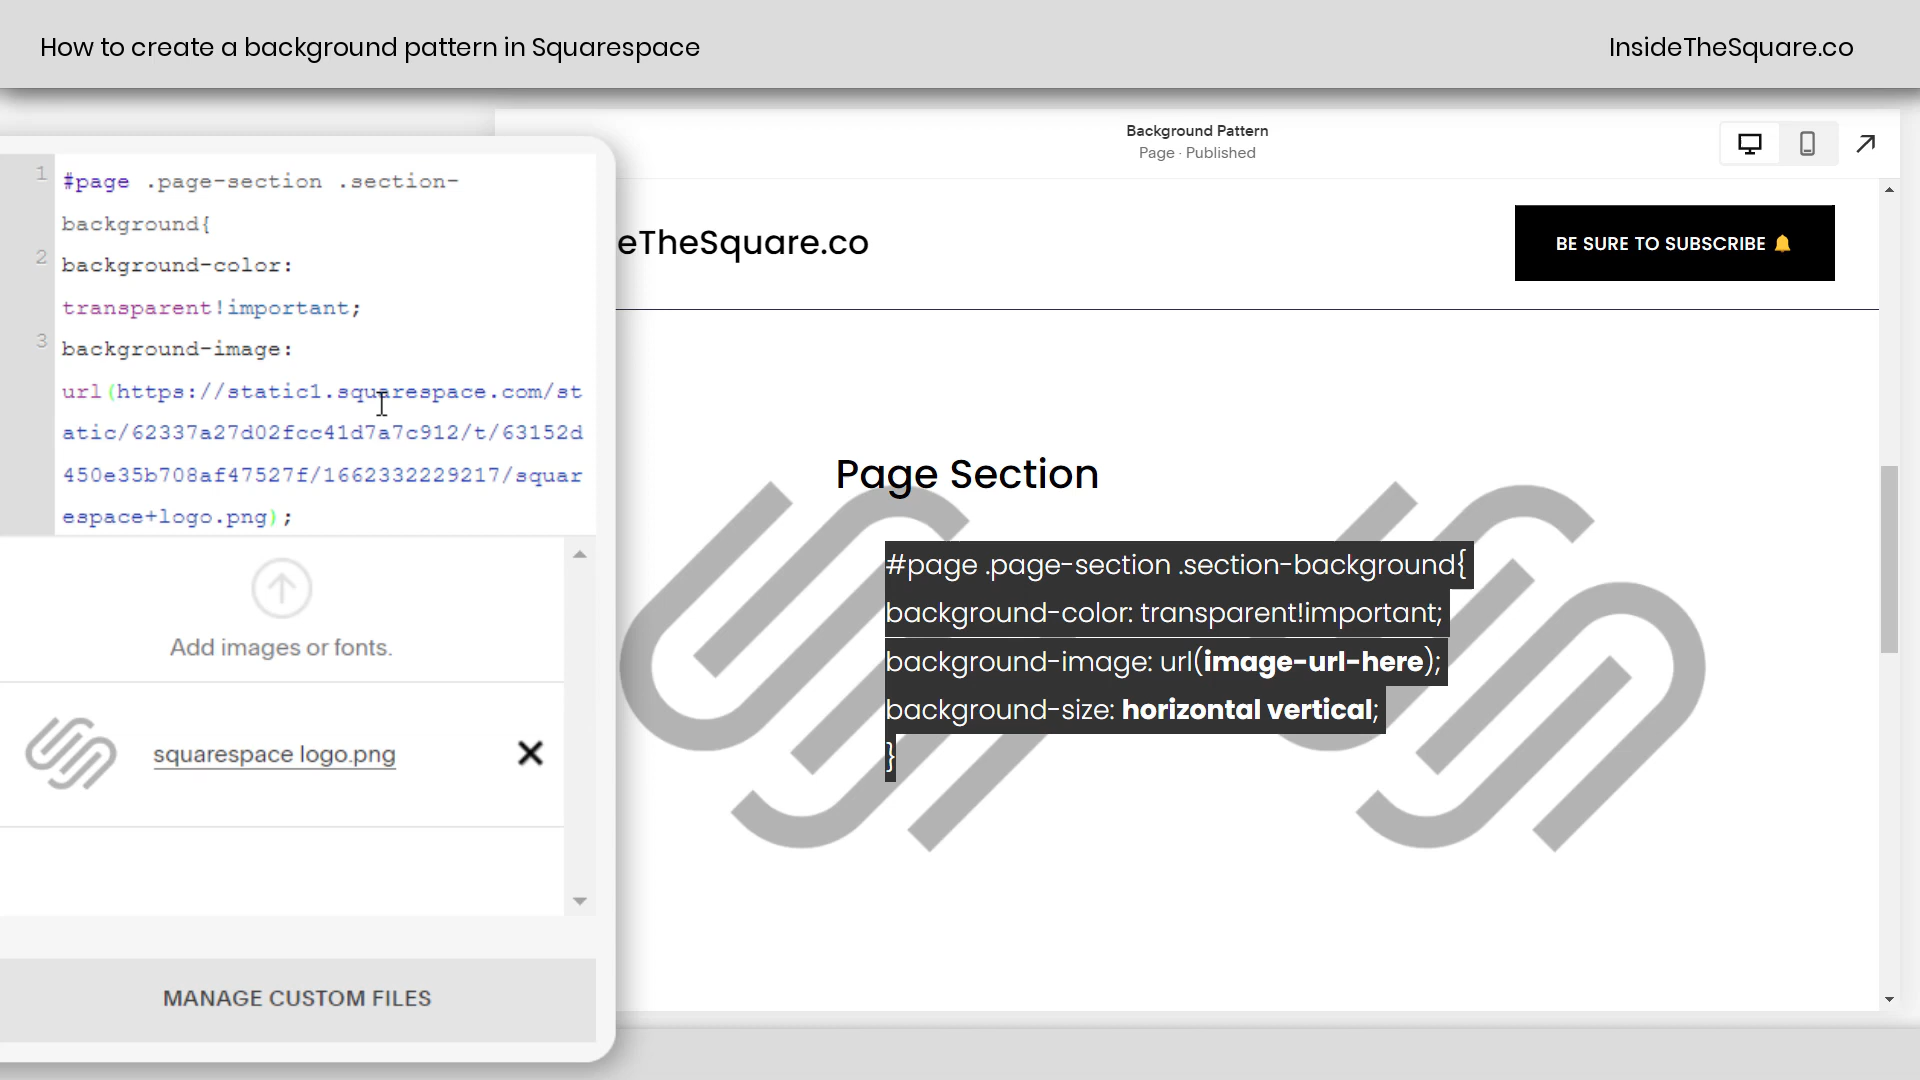 How to create a background pattern in Squarespace
InsideTheSquare.co
1
#page .page-section .section-
background{
2
background-color:
transparent!important;
3
background-image:
url(https://static1.squarespace.com/st
atic/62337a27d02fcc41d7a7c912/t/63152d
450e35b708af47527f/1662332229217/squar
espace+logo.png);
Add images or fonts.
squarespace logo.png
MANAGE CUSTOM FILES
Background Pattern
Page · Published
eTheSquare.co
BE SURE TO SUBSCRIBE 🔔
Page Section
#page .page-section .section-background{
background-color: transparent!important;
background-image: url(image-url-here);
background-size: horizontal vertical;
}